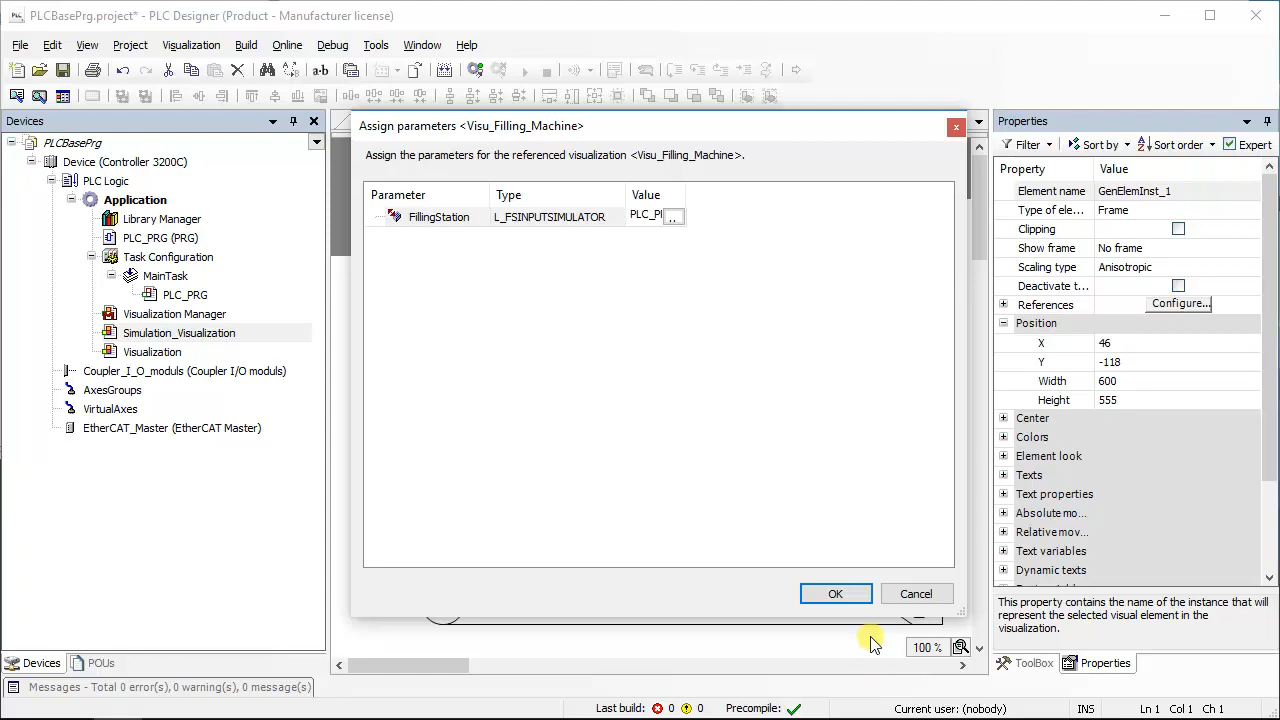 PLC
PLCBasePrg.project* - PLC Designer (Product - Manufacturer license)
File Edit View Project Visualization Build Online Debug Tools Window Help
Devices
PLCBasePrg
Device (Controller 3200C)
PLC Logic
Application
Library Manager
PLC_PRG (PRG)
Task Configuration
MainTask
PLC_PRG
Visualization Manager
Simulation_Visualization
Visualization
Coupler_I_O_moduls (Coupler I/O moduls)
AxesGroups
VirtualAxes
EtherCAT_Master (EtherCAT Master)
Devices POUs
Assign parameters <Visu_Filling_Machine>
Assign the parameters for the referenced visualization <Visu_Filling_Machine>.
Parameter Type Value
FillingStation L_FSINPUTSIMULATOR PLC_P
OK Cancel
100 %
Properties
Filter Sort by Sort order Expert
Property Value
Element name GenElemInst_1
Type of ele... Frame
Clipping
Show frame No frame
Scaling type Anisotropic
Deactivate t...
References Configure...
Position
X 46
Y -118
Width 600
Height 555
Center
Colors
Element look
Texts
Text properties
Absolute mo...
Relative mov...
Text variables
Dynamic texts
This property contains the name of the instance that will
represent the selected visual element in the
visualization.
ToolBox Properties
Messages - Total 0 error(s), 0 warning(s), 0 message(s)
Last build: 0 0 Precompile: Current user: (nobody) INS Ln 1 Col 1 Ch 1